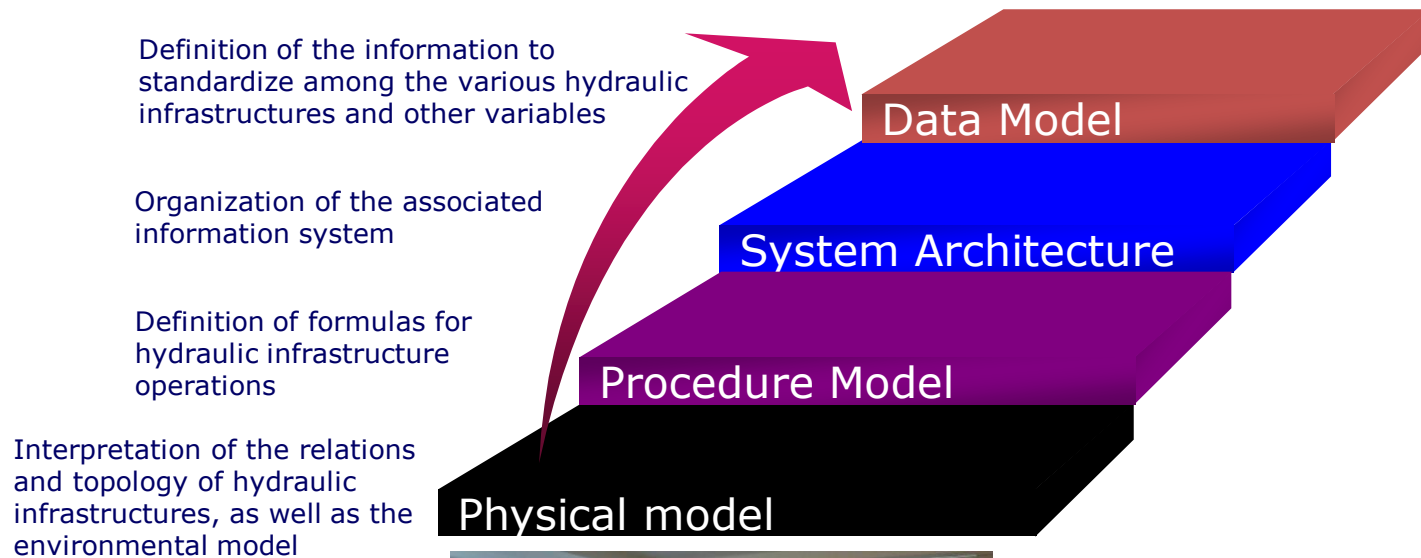 Definition of the information to
standardize among the various hydraulic
infrastructures and other variables
Data Model
Organization of the associated
information system
System Architecture
Definition of formulas for
hydraulic infrastructure
operations
Procedure Model
Interpretation of the relations
and topology of hydraulic
infrastructures, as well as the
environmental model
Physical model